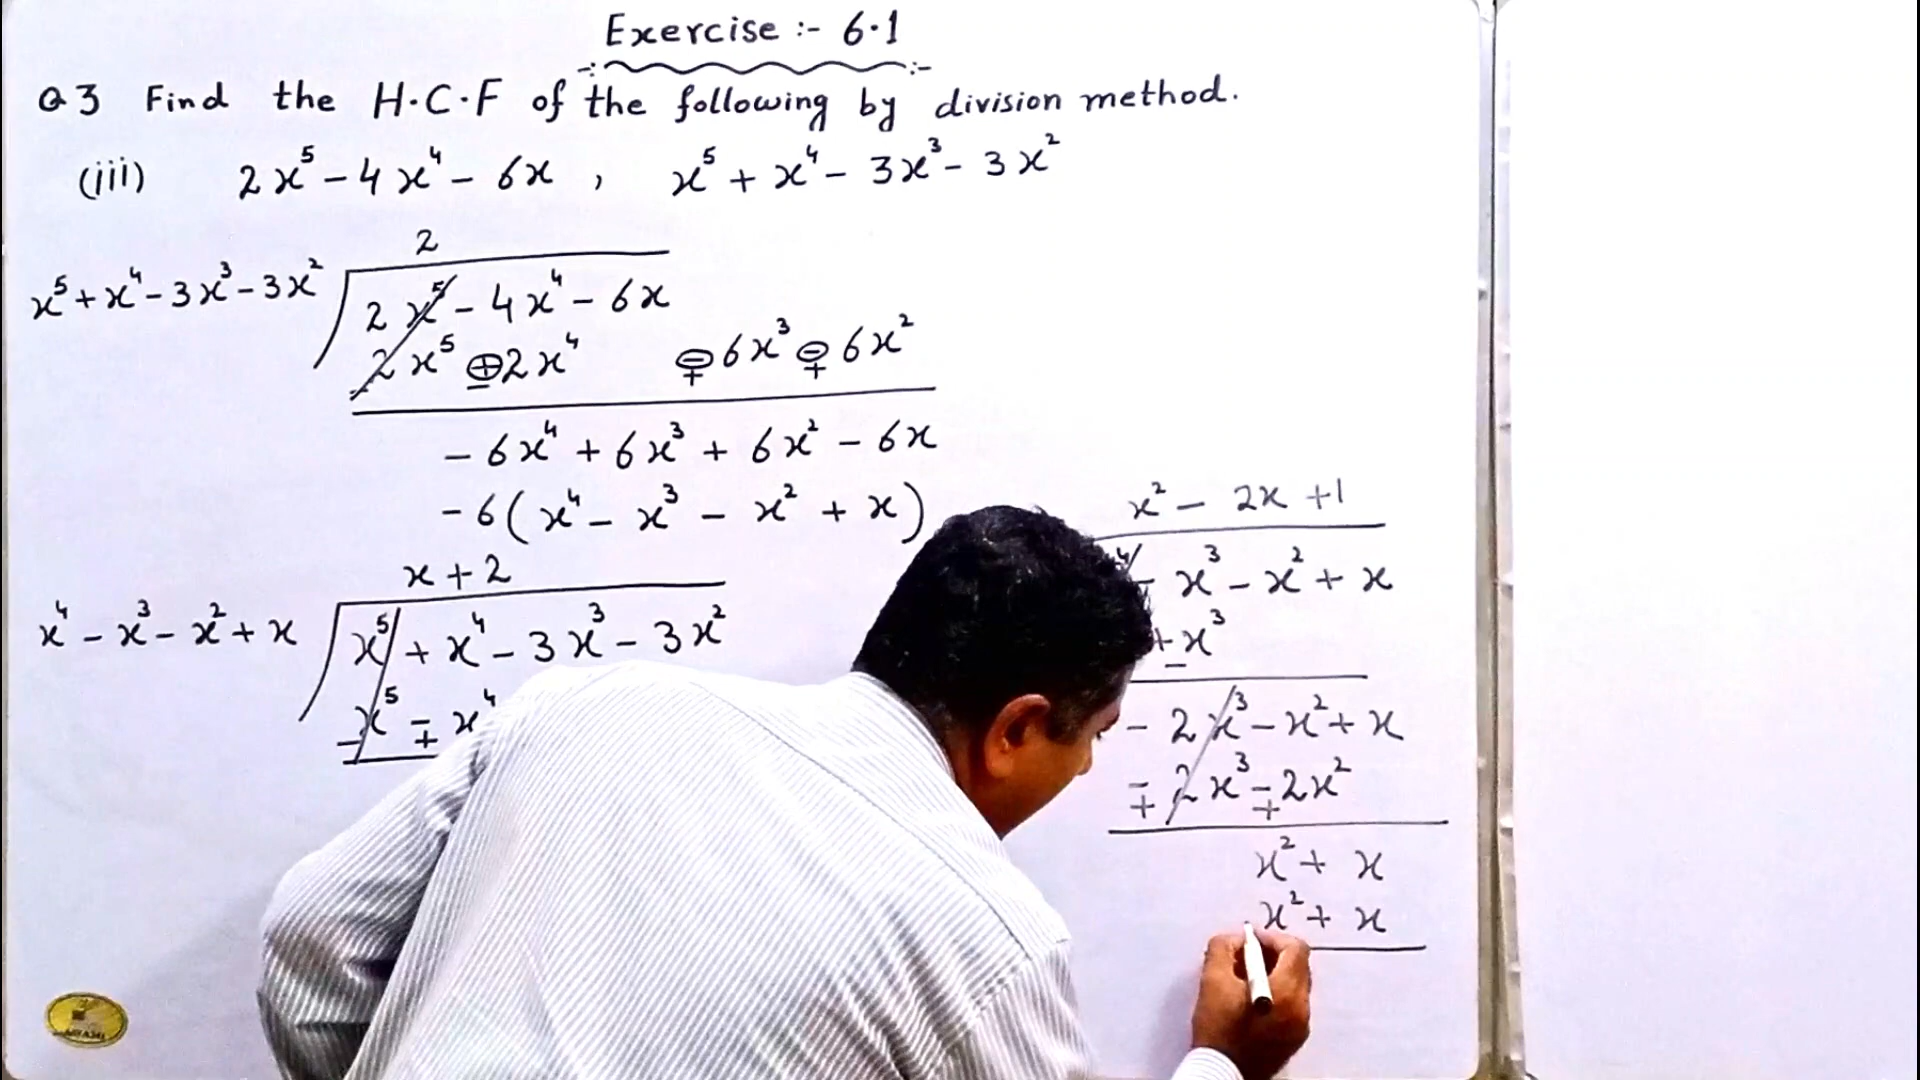 Exercise :- 6.1
Q3 Find the H.C.F of the following by division method.
(iii) 2x⁵ - 4x⁴ - 6x , x⁵ + x⁴ - 3x³ - 3x²
2
x⁵ + x⁴ - 3x³ - 3x² 2x⁵ - 4x⁴ - 6x
2x⁵ + 2x⁴ - 6x³ - 6x²
- 6x⁴ + 6x³ + 6x² - 6x
- 6 ( x⁴ - x³ - x² + x )
x + 2
x⁴ - x³ - x² + x x⁵ + x⁴ - 3x³ - 3x²
x⁵ - x⁴
x² - 2x + 1
- x³ - x² + x
+ x³
- 2x³ - x² + x
- 2x³ - 2x²
x² + x
x² + x